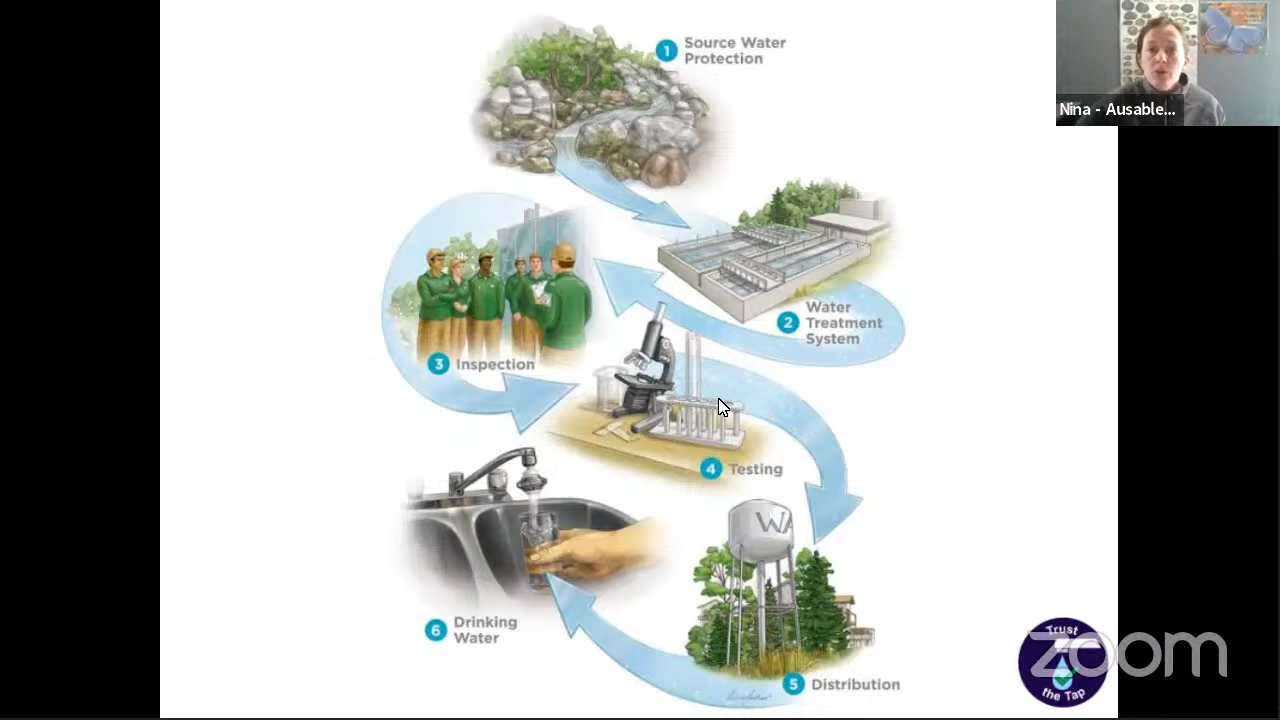 1 Source Water
Protection
Nina - Ausable...
2 Water
Treatment
System
3 Inspection
4 Testing
WA
6 Drinking
Water
5 Distribution
Trust
the Tap
zoom